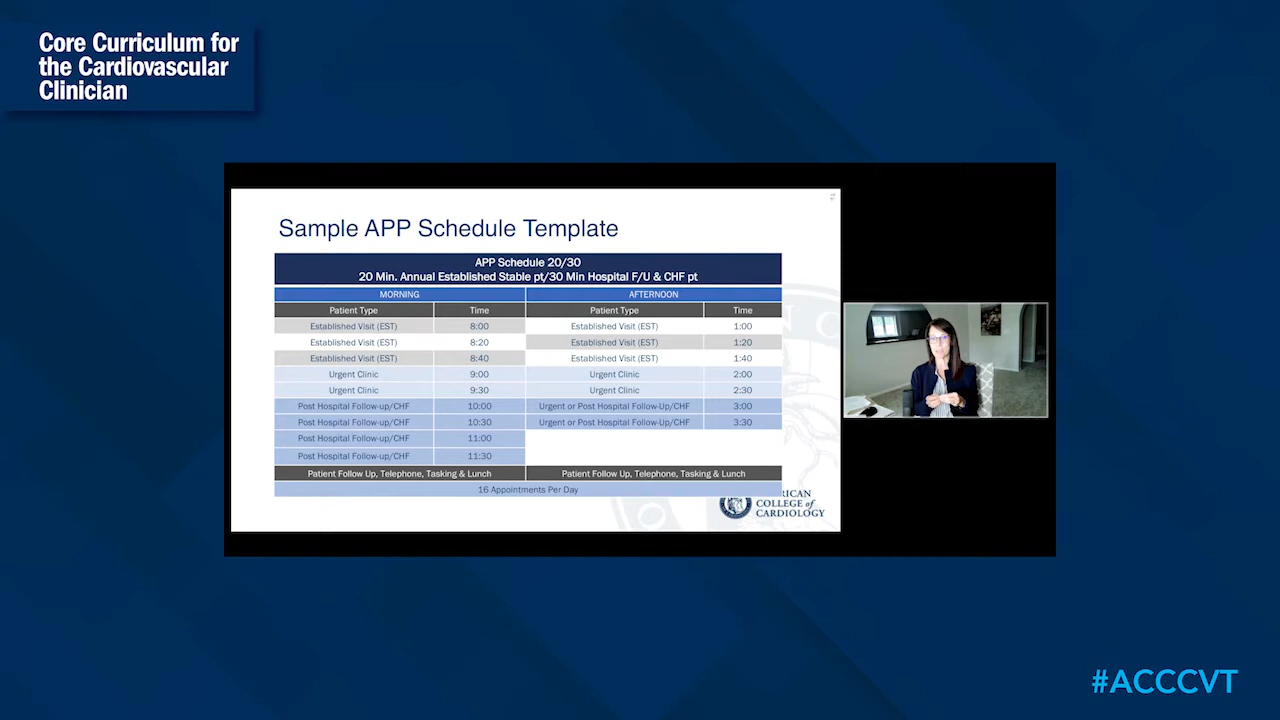 Core Curriculum for
the Cardiovascular
Clinician
Sample APP Schedule Template
APP Schedule 20/30
20 Min. Annual Established Stable pt/30 Min Hospital F/U & CHF pt
MORNING AFTERNOON
Patient Type Time Patient Type Time
Established Visit (EST) 8:00 Established Visit (EST) 1:00
Established Visit (EST) 8:20 Established Visit (EST) 1:20
Established Visit (EST) 8:40 Established Visit (EST) 1:40
Urgent Clinic 9:00 Urgent Clinic 2:00
Urgent Clinic 9:30 Urgent Clinic 2:30
Post Hospital Follow-up/CHF 10:00 Urgent or Post Hospital Follow-Up/CHF 3:00
Post Hospital Follow-up/CHF 10:30 Urgent or Post Hospital Follow-Up/CHF 3:30
Post Hospital Follow-up/CHF 11:00
Post Hospital Follow-up/CHF 11:30
Patient Follow Up, Telephone, Tasking & Lunch Patient Follow Up, Telephone, Tasking & Lunch
16 Appointments Per Day
RICAN
COLLEGE of
CARDIOLOGY
#ACCCVT